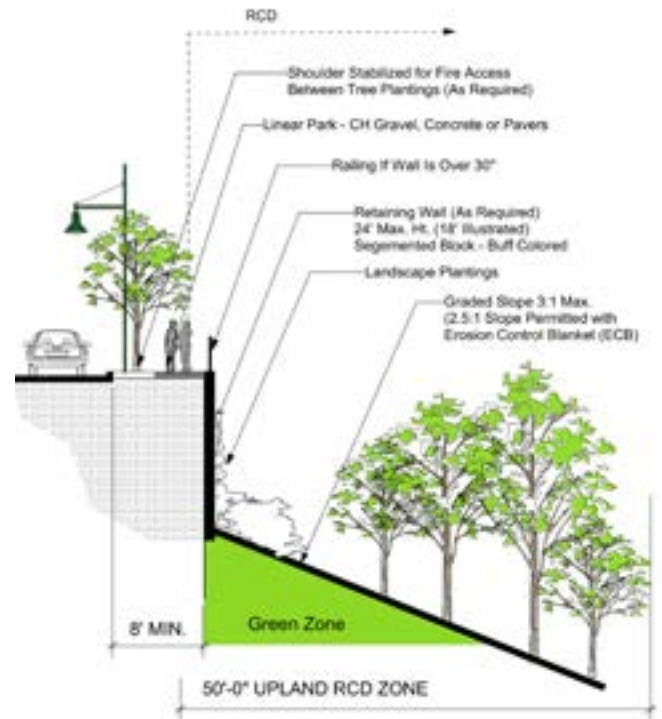 RCD
Shoulder Stabilized for Fire Access
Between Tree Plantings (As Required)
Linear Park - CH Gravel, Concrete or Pavers
Railing If Wall Is Over 30"
Retaining Wall (As Required)
24' Max. Ht. (18' Illustrated)
Segemented Block - Buff Colored
Landscape Plantings
Graded Slope 3:1 Max.
(2.5:1 Slope Permitted with
Erosion Control Blanket (ECB)
8' MIN.
Green Zone
50'-0" UPLAND RCD ZONE